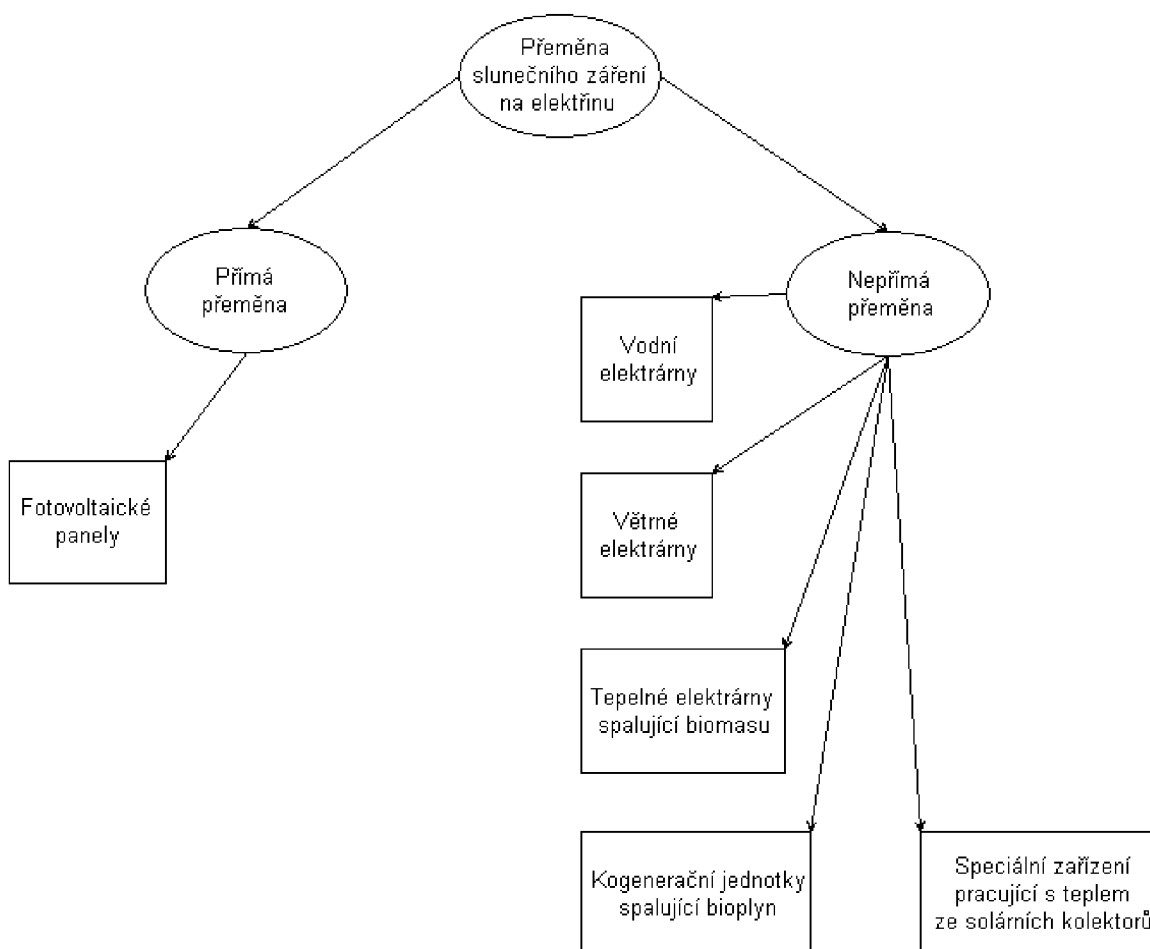 Přeměna
slunečního záření
na elektřinu
Přímá
přeměna
Nepřímá
přeměna
Vodní
elektrárny
Fotovoltaické
panely
Větrné
elektrárny
Tepelné elektrárny
spalující biomasu
Kogenerační jednotky
spalující bioplyn
Speciální zařízení
pracující s teplem
ze solárních kolektorů